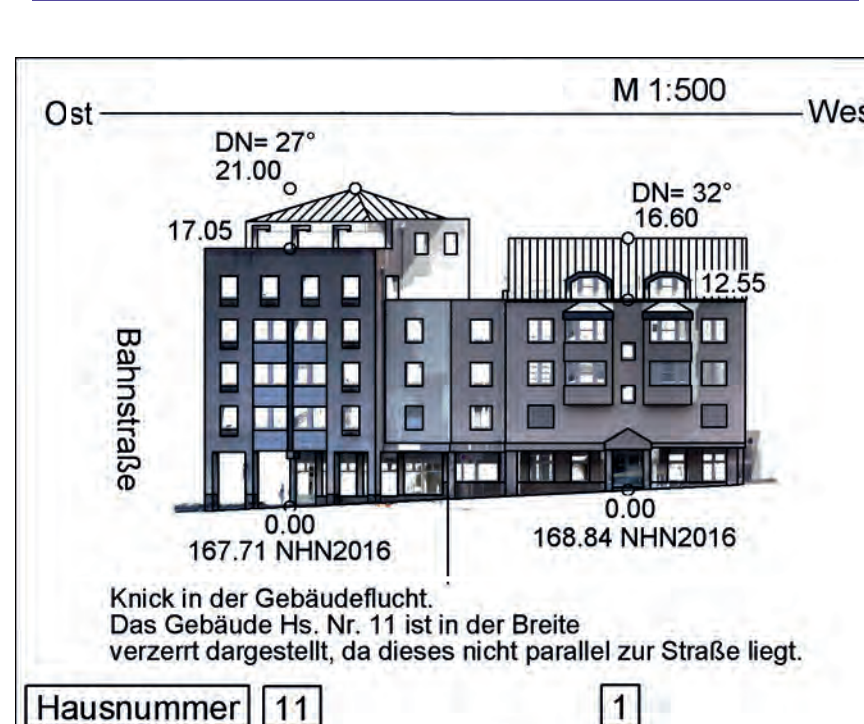 M 1:500
Ost
DN= 27°
21.00
17.05
DN= 32°
16.60
12.55
Bahnstraße
0.00
167.71 NHN2016
0.00
168.84 NHN2016
Knick in der Gebäudeflucht.
Das Gebäude Hs. Nr. 11 ist in der Breite
verzerrt dargestellt, da dieses nicht parallel zur Straße liegt.
Hausnummer 11 1